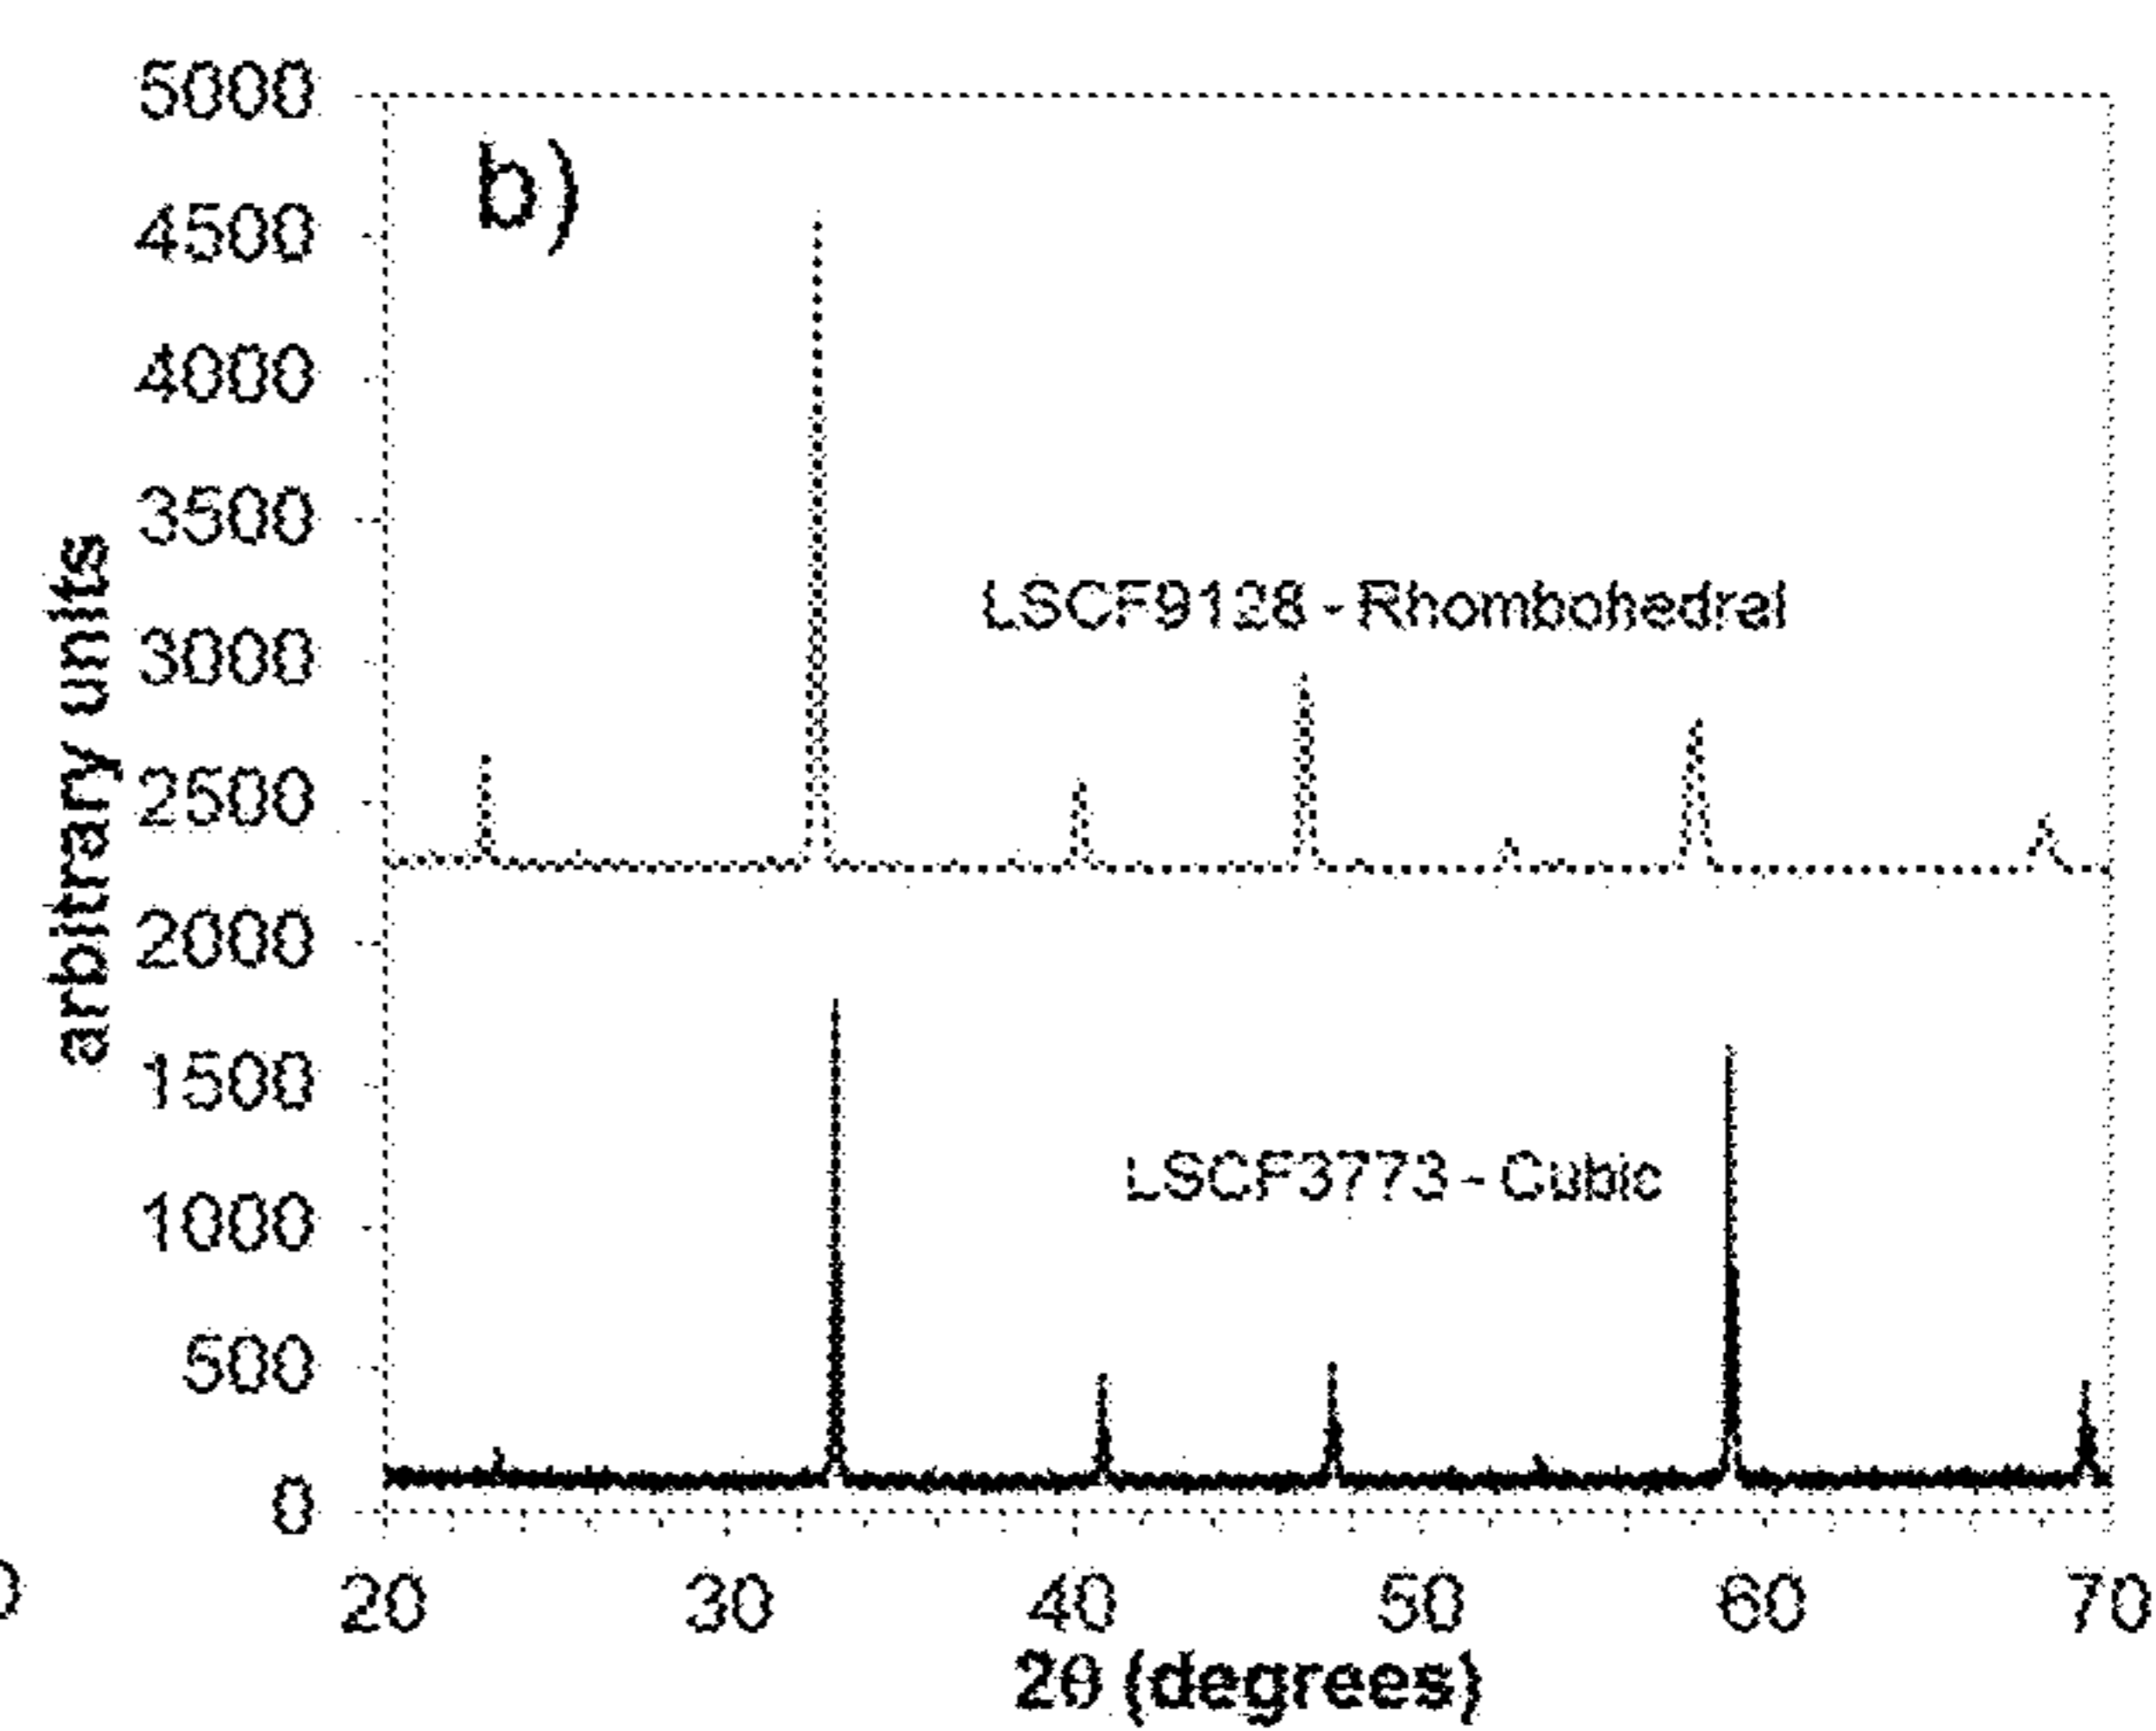 5000
b)
4500
4000
3500
LSCF9128 - Rhombohedral
3000
2500
2000
1500
LSCF3773 - Cubic
1000
500
0
20 30 40 50 60 70
2θ (degrees)
arbitrary units